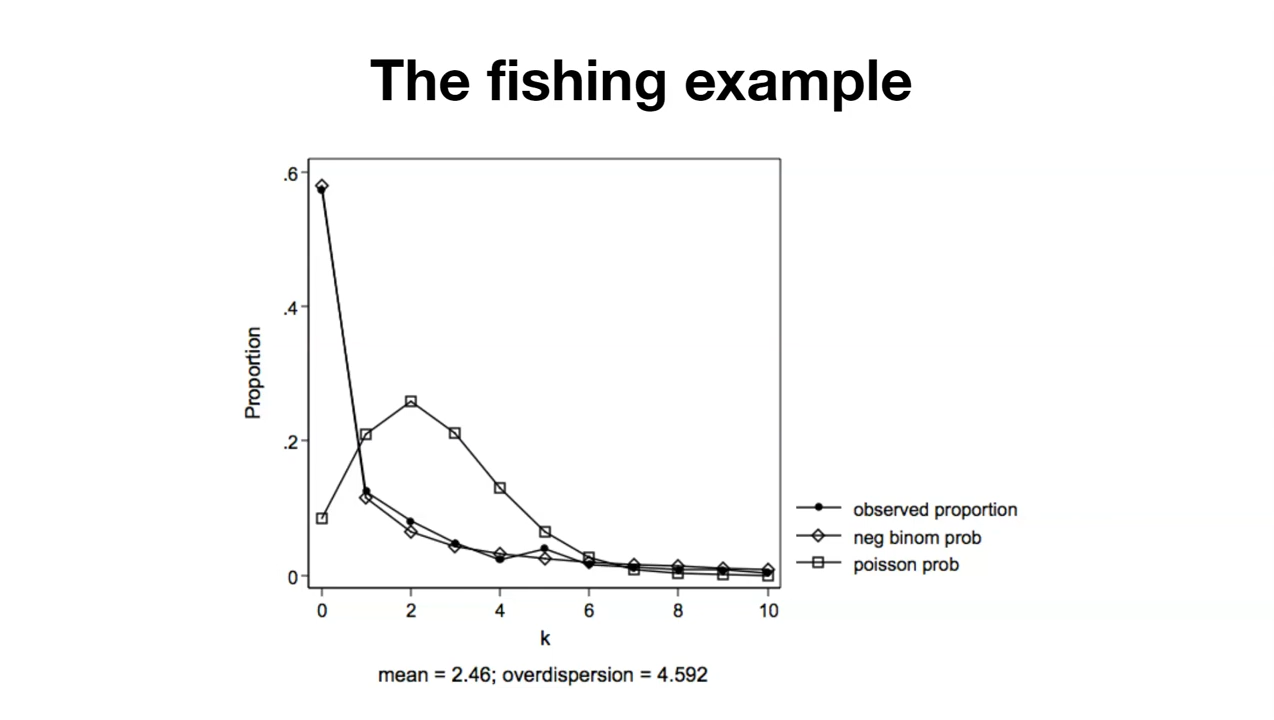 The fishing example
.6
.4
.2
0
Proportion
0 2 4 6 8 10
k
mean = 2.46; overdispersion = 4.592
observed proportion
neg binom prob
poisson prob